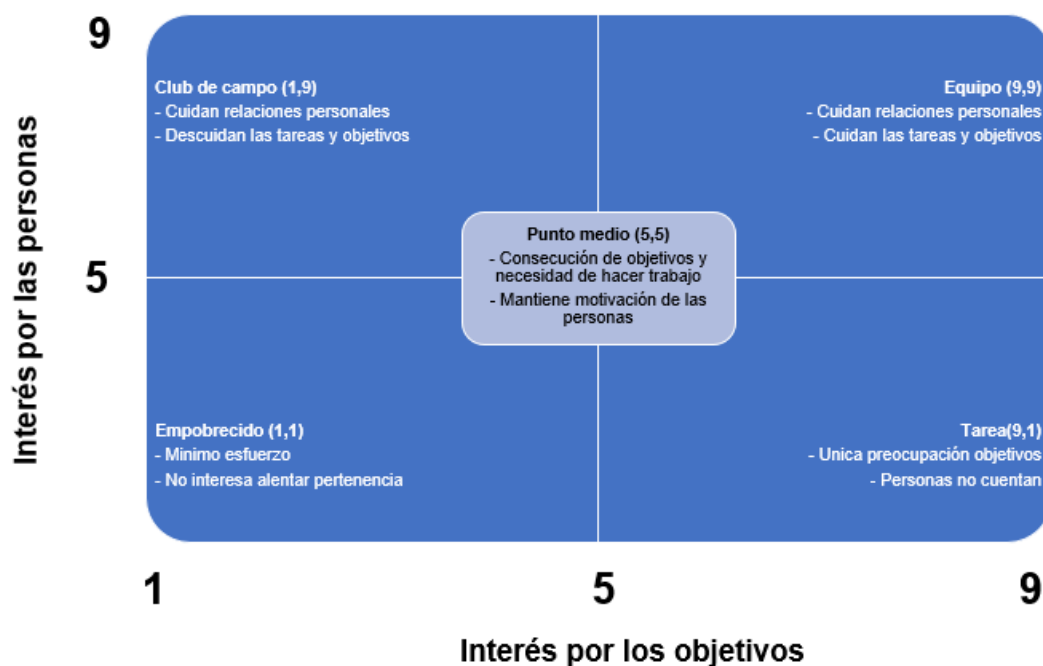 9
Interés por las personas
Club de campo (1,9)
- Cuidan relaciones personales
- Descuidan las tareas y objetivos
Equipo (9,9)
- Cuidan relaciones personales
- Cuidan las tareas y objetivos
Punto medio (5,5)
- Consecución de objetivos y
necesidad de hacer trabajo
- Mantiene motivación de las
personas
5
Empobrecido (1,1)
- Mínimo esfuerzo
- No interesa alentar pertenencia
Tarea(9,1)
- Unica preocupación objetivos
- Personas no cuentan
1
5
9
Interés por los objetivos